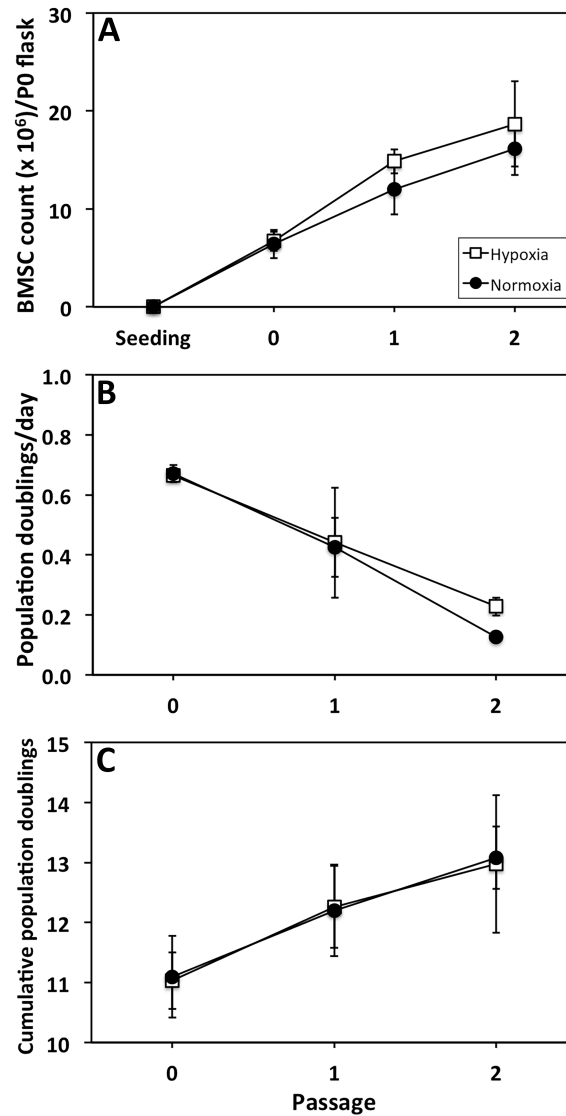 A
BMSC count (x 10⁶)/P0 flask
30
20
10
0
Hypoxia
Normoxia
Seeding 0 1 2
B
Population doublings/day
1.0
0.8
0.6
0.4
0.2
0.0
0 1 2
C
Cumulative population doublings
15
14
13
12
11
10
0 1 2
Passage